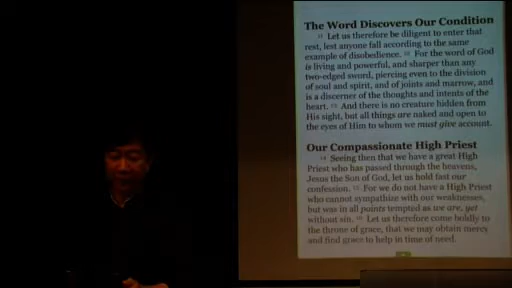 The Word Discovers Our Condition
11 Let us therefore be diligent to enter that
rest, lest anyone fall according to the same
example of disobedience. 12 For the word of God
is living and powerful, and sharper than any
two-edged sword, piercing even to the division
of soul and spirit, and of joints and marrow, and
is a discerner of the thoughts and intents of the
heart. 13 And there is no creature hidden from
His sight, but all things are naked and open to
the eyes of Him to whom we must give account.
Our Compassionate High Priest
14 Seeing then that we have a great High
Priest who has passed through the heavens,
Jesus the Son of God, let us hold fast our
confession. 15 For we do not have a High Priest
who cannot sympathize with our weaknesses,
but was in all points tempted as we are, yet
without sin. 16 Let us therefore come boldly to
the throne of grace, that we may obtain mercy
and find grace to help in time of need.